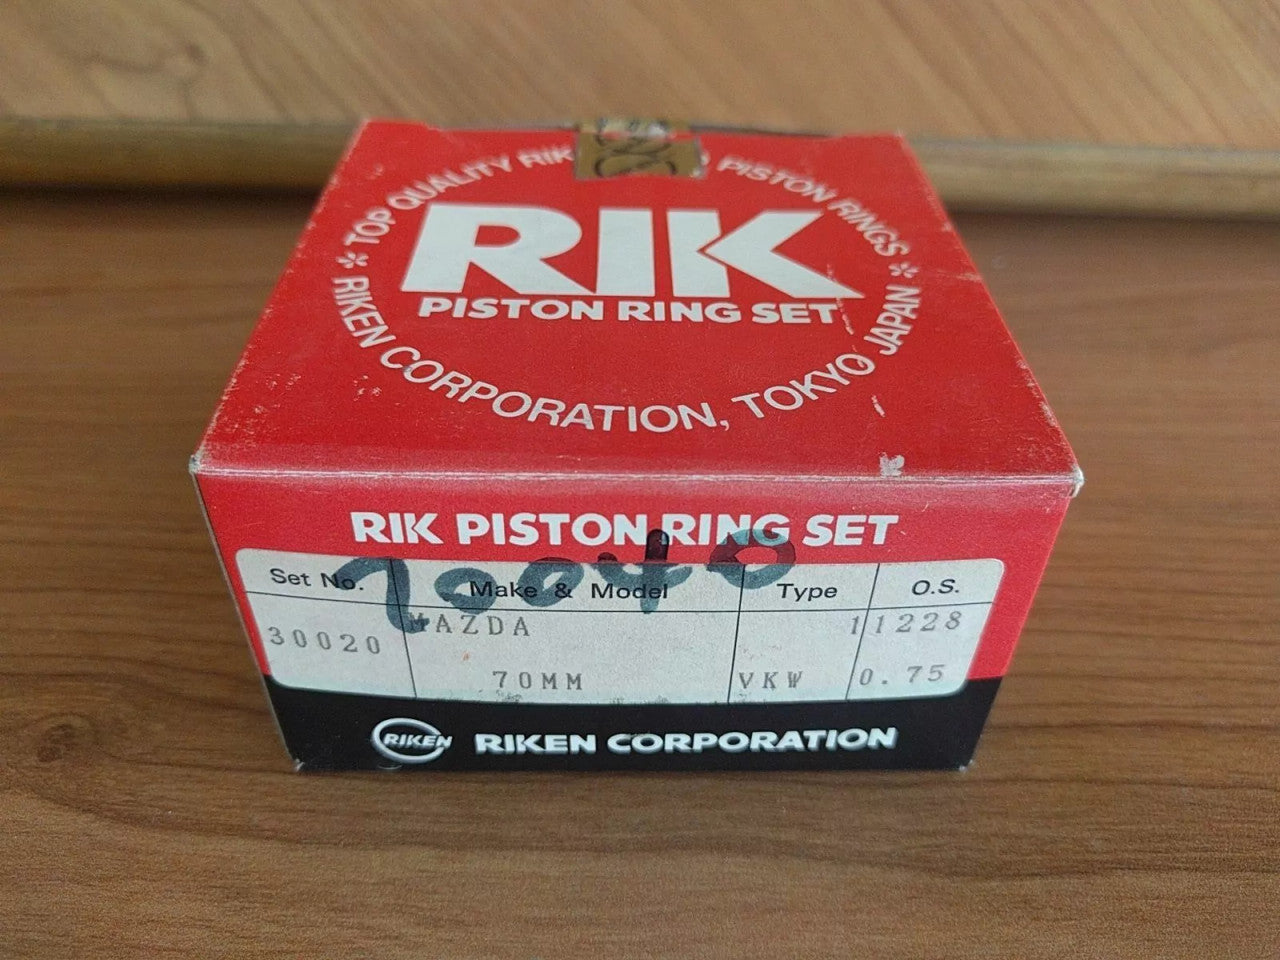 TOP QUALITY RIK PISTON RINGS
RIK
PISTON RING SET
RIKEN CORPORATION, TOKYO JAPAN
RIK PISTON RING SET
70040
Set No. Make & Model Type O.S.
30020 MAZDA 11228
70MM VKW 0.75
RIKEN RIKEN CORPORATION